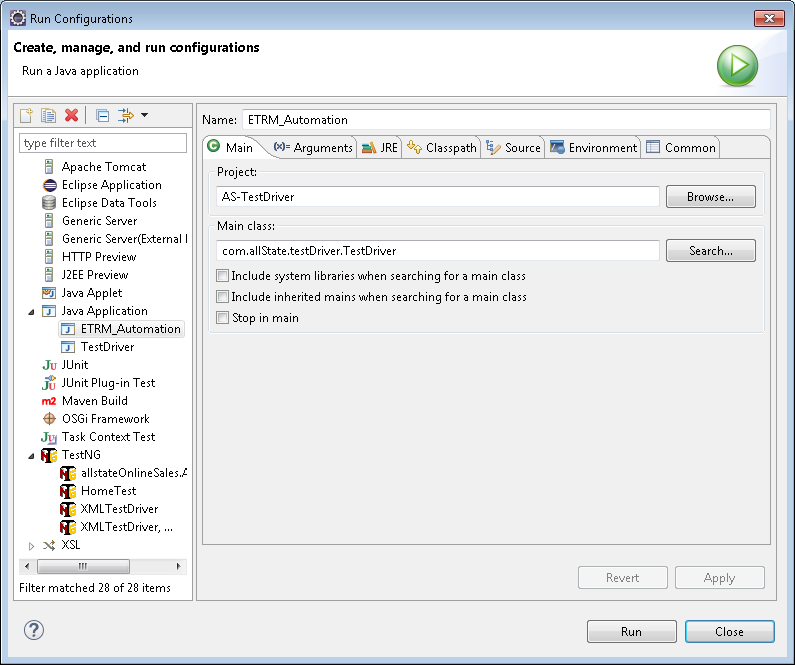 Run Configurations
Create, manage, and run configurations
Run a Java application
type filter text
Apache Tomcat
Eclipse Application
Eclipse Data Tools
Generic Server
Generic Server(External l
HTTP Preview
J2EE Preview
Java Applet
Java Application
ETRM_Automation
TestDriver
JUnit
JUnit Plug-in Test
Maven Build
OSGi Framework
Task Context Test
TestNG
allstateOnlineSales.A
HomeTest
XMLTestDriver
XMLTestDriver, ...
XSL
Filter matched 28 of 28 items
Name: ETRM_Automation
Main (x)= Arguments JRE Classpath Source Environment Common
Project:
AS-TestDriver Browse...
Main class:
com.allState.testDriver.TestDriver Search...
Include system libraries when searching for a main class
Include inherited mains when searching for a main class
Stop in main
Revert Apply
Run Close